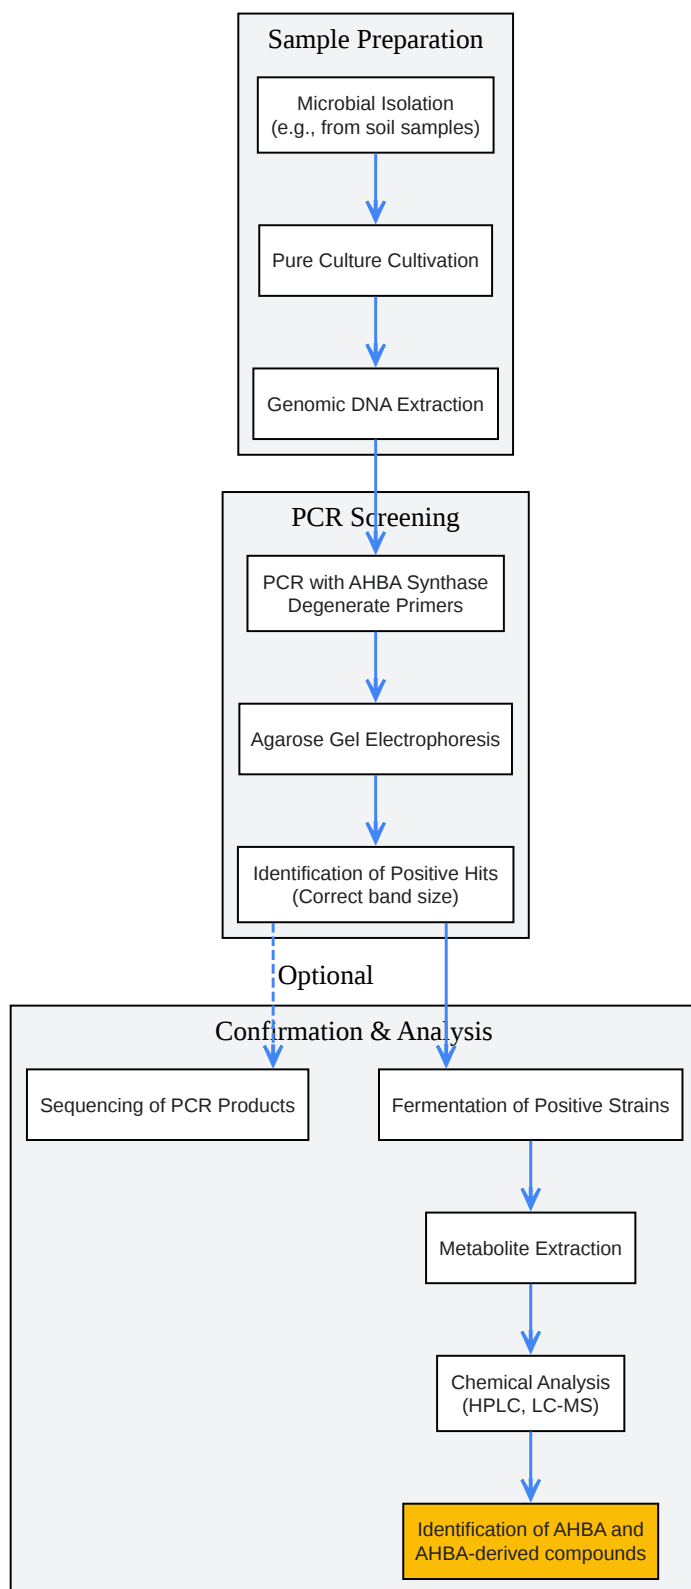 Sample Preparation
Microbial Isolation
(e.g., from soil samples)
Pure Culture Cultivation
Genomic DNA Extraction
PCR Screening
PCR with AHBA Synthase
Degenerate Primers
Agarose Gel Electrophoresis
Identification of Positive Hits
(Correct band size)
Optional
Confirmation & Analysis
Sequencing of PCR Products
Fermentation of Positive Strains
Metabolite Extraction
Chemical Analysis
(HPLC, LC-MS)
Identification of AHBA and
AHBA-derived compounds